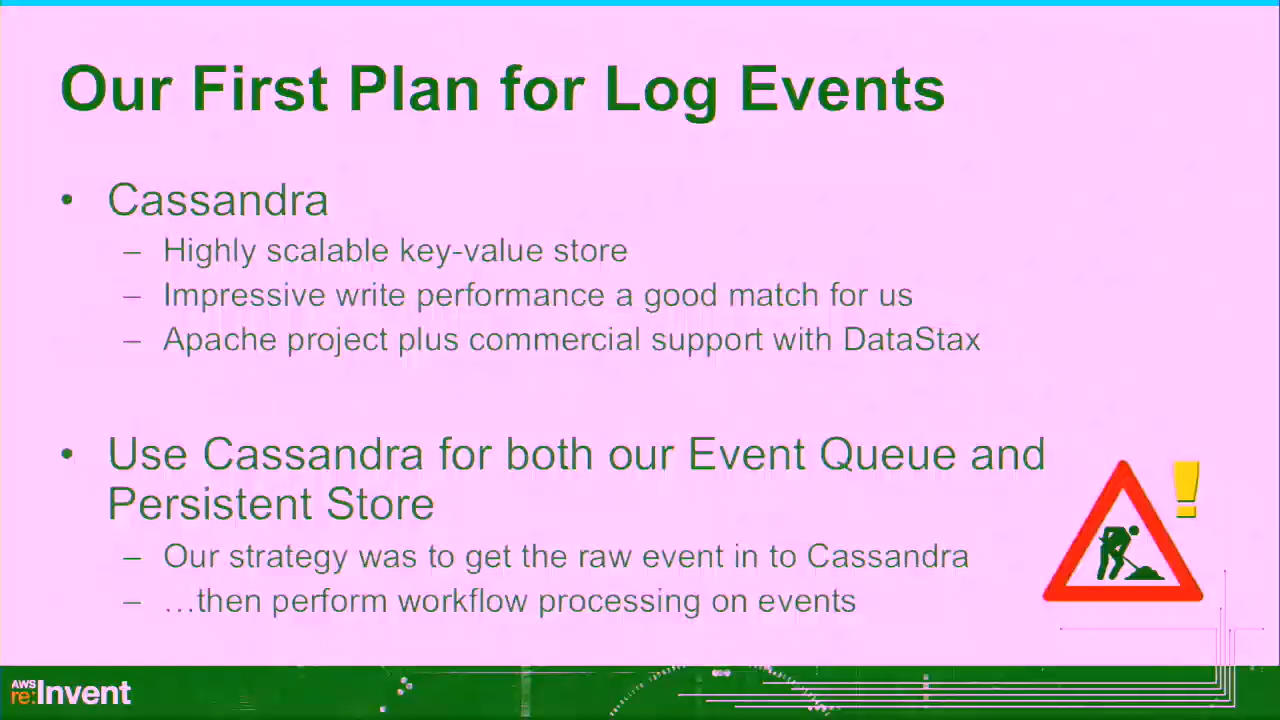 Our First Plan for Log Events
• Cassandra
– Highly scalable key-value store
– Impressive write performance a good match for us
– Apache project plus commercial support with DataStax
• Use Cassandra for both our Event Queue and
Persistent Store
– Our strategy was to get the raw event in to Cassandra
– …then perform workflow processing on events
!
AWS
re:Invent